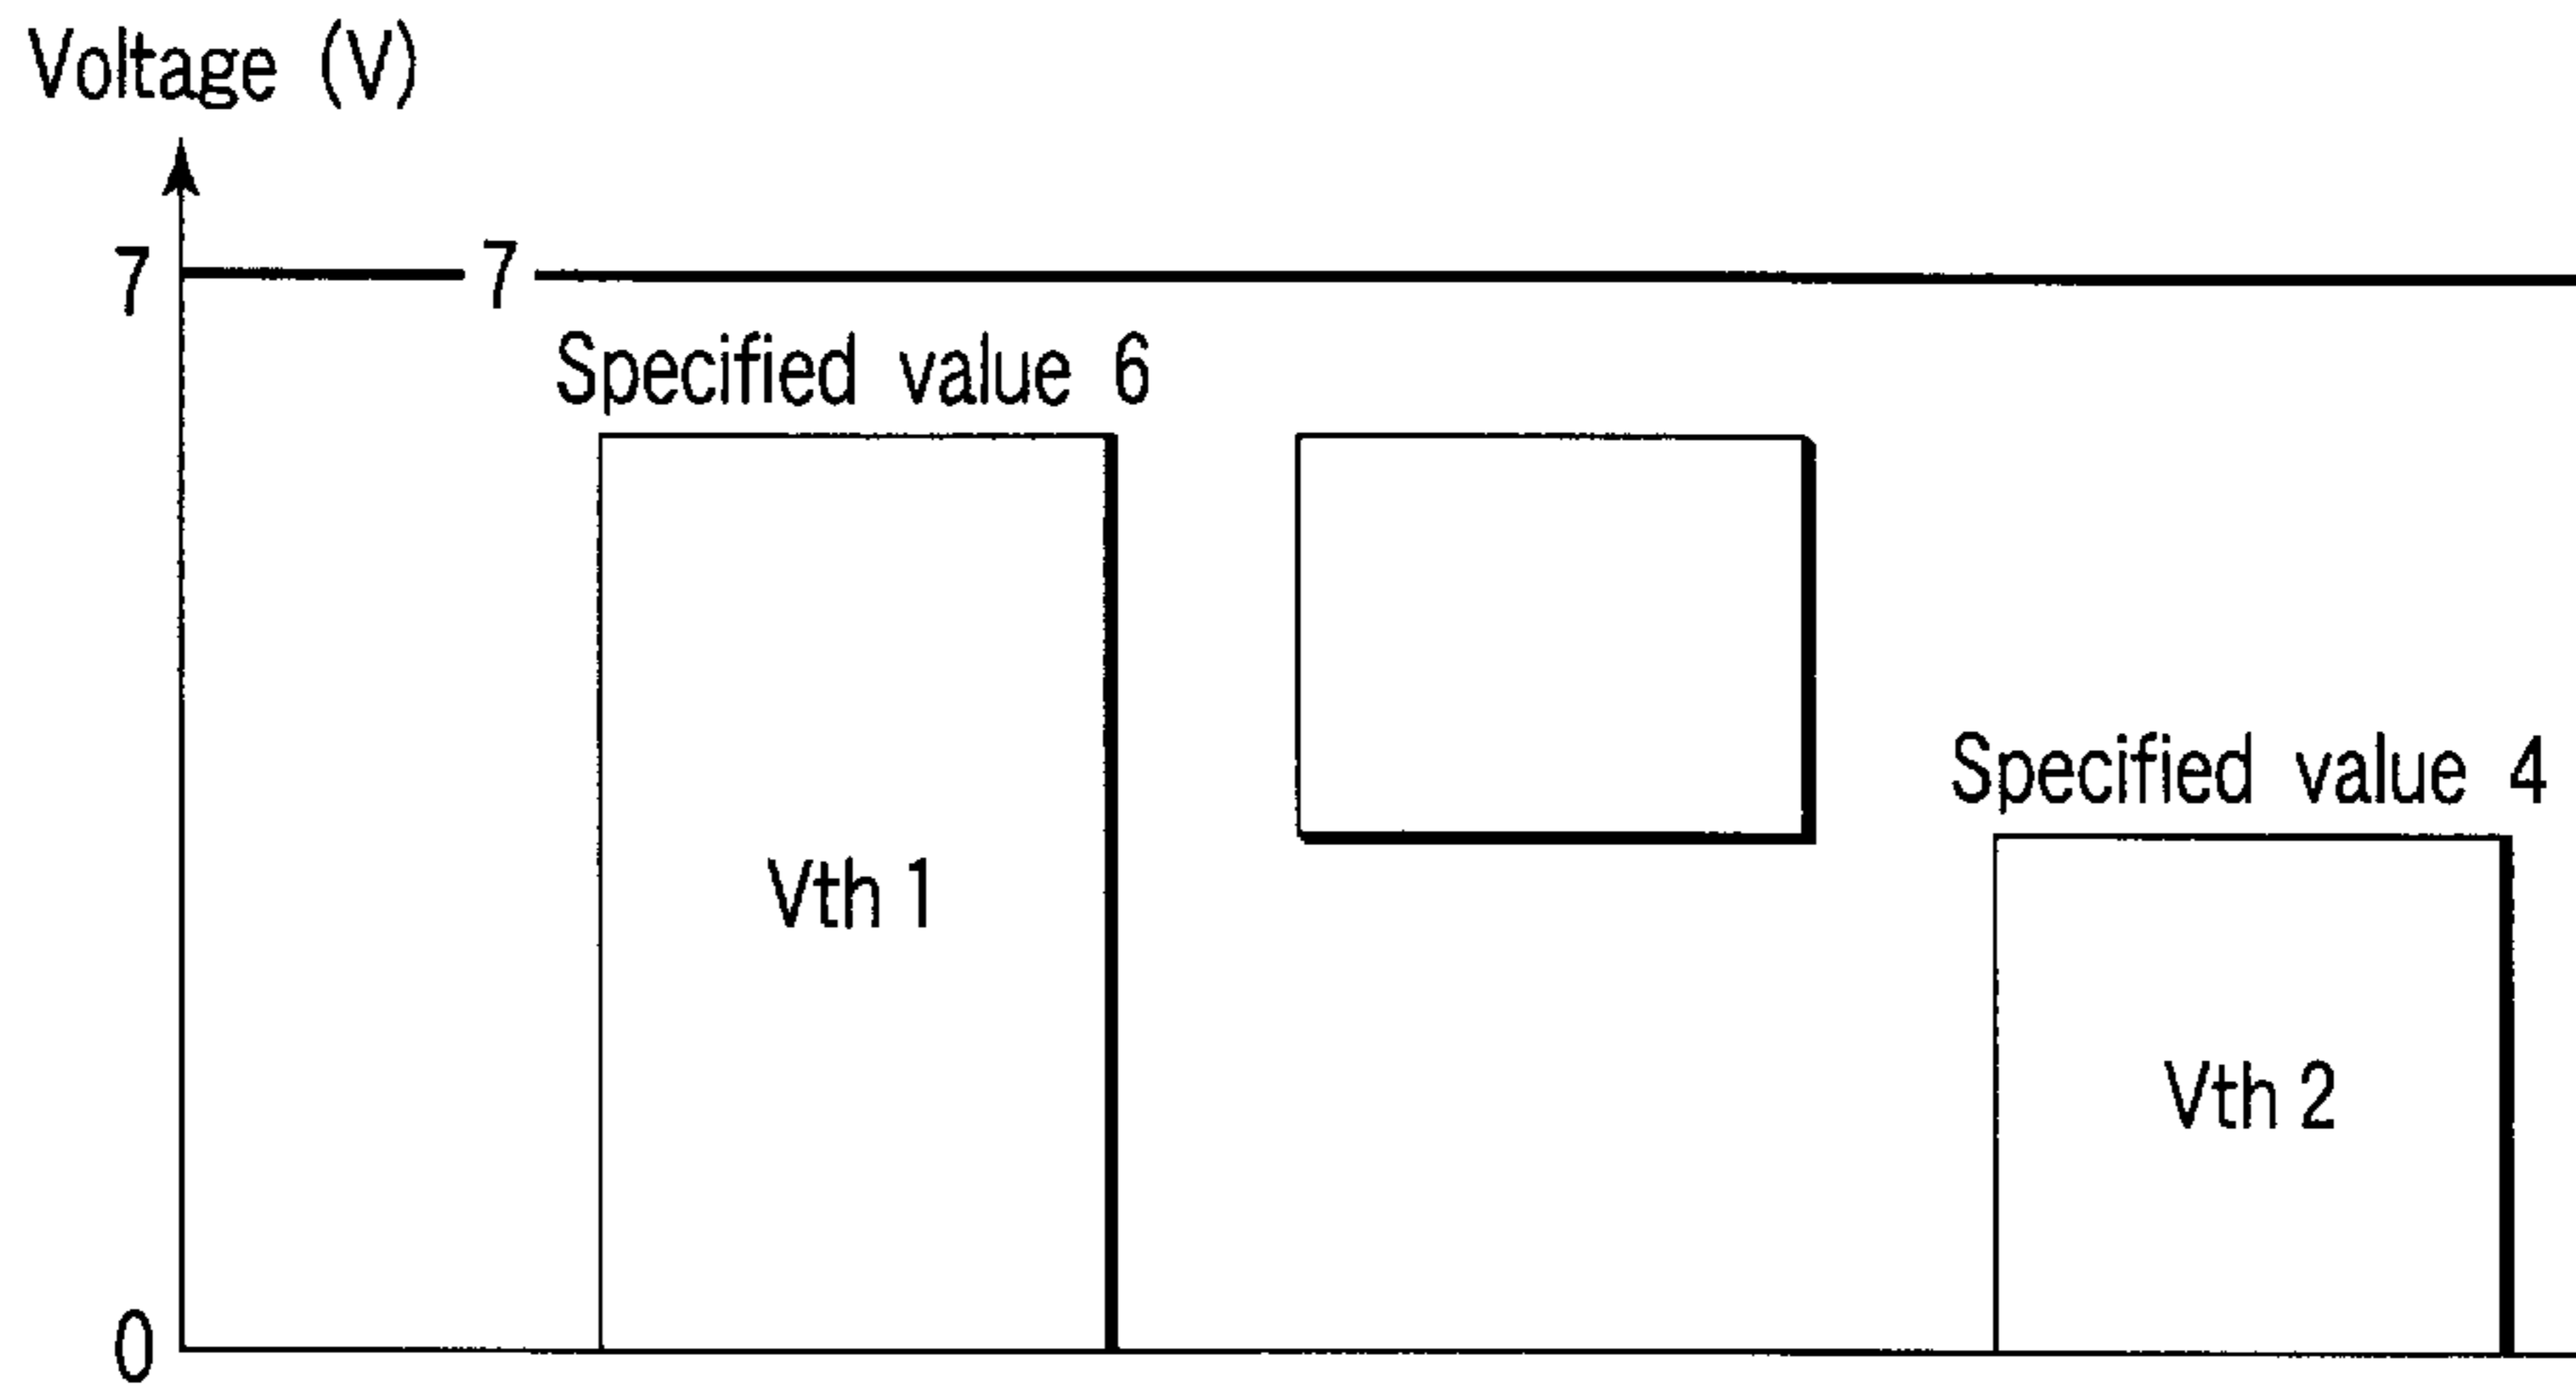 Voltage (V)
7
7
Specified value 6
Specified value 4
Vth 1
Vth 2
0